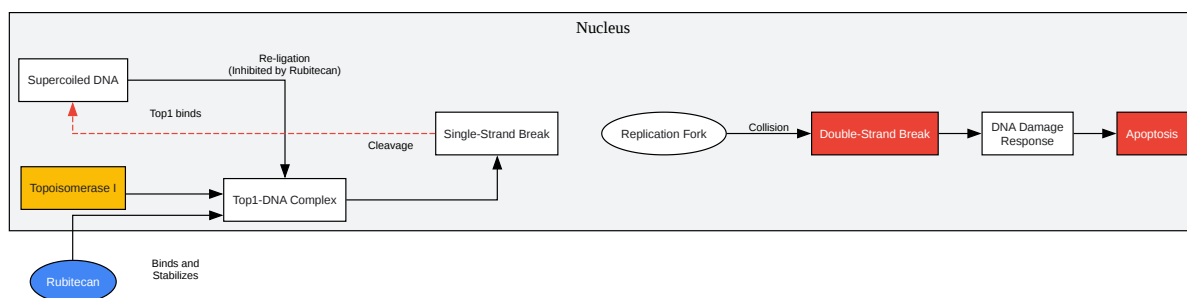 Nucleus
Re-ligation
(Inhibited by Rubitecan)
Supercoiled DNA
Top1 binds
Single-Strand Break
Cleavage
Replication Fork
Collision
Double-Strand Break
DNA Damage
Response
Apoptosis
Topoisomerase I
Top1-DNA Complex
Binds and
Stabilizes
Rubitecan